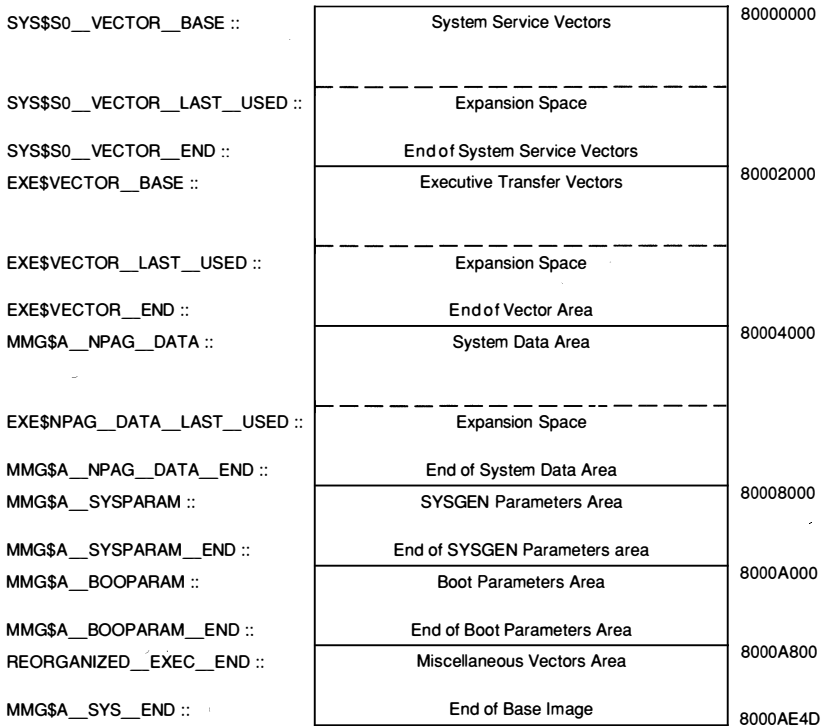 SYS$S0__VECTOR__BASE :: System Service Vectors 80000000
SYS$S0__VECTOR__LAST__USED :: Expansion Space
SYS$S0__VECTOR__END :: End of System Service Vectors
80002000
EXE$VECTOR__BASE :: Executive Transfer Vectors
EXE$VECTOR__LAST__USED :: Expansion Space
EXE$VECTOR__END :: End of Vector Area
80004000
MMG$A__NPAG__DATA :: System Data Area
EXE$NPAG__DATA__LAST__USED :: Expansion Space
MMG$A__NPAG__DATA__END :: End of System Data Area
80008000
MMG$A__SYSPARAM :: SYSGEN Parameters Area
MMG$A__SYSPARAM__END :: End of SYSGEN Parameters area
8000A000
MMG$A__BOOPARAM :: Boot Parameters Area
MMG$A__BOOPARAM__END :: End of Boot Parameters Area
8000A800
REORGANIZED__EXEC__END :: Miscellaneous Vectors Area
MMG$A__SYS__END :: End of Base Image
8000AE4D